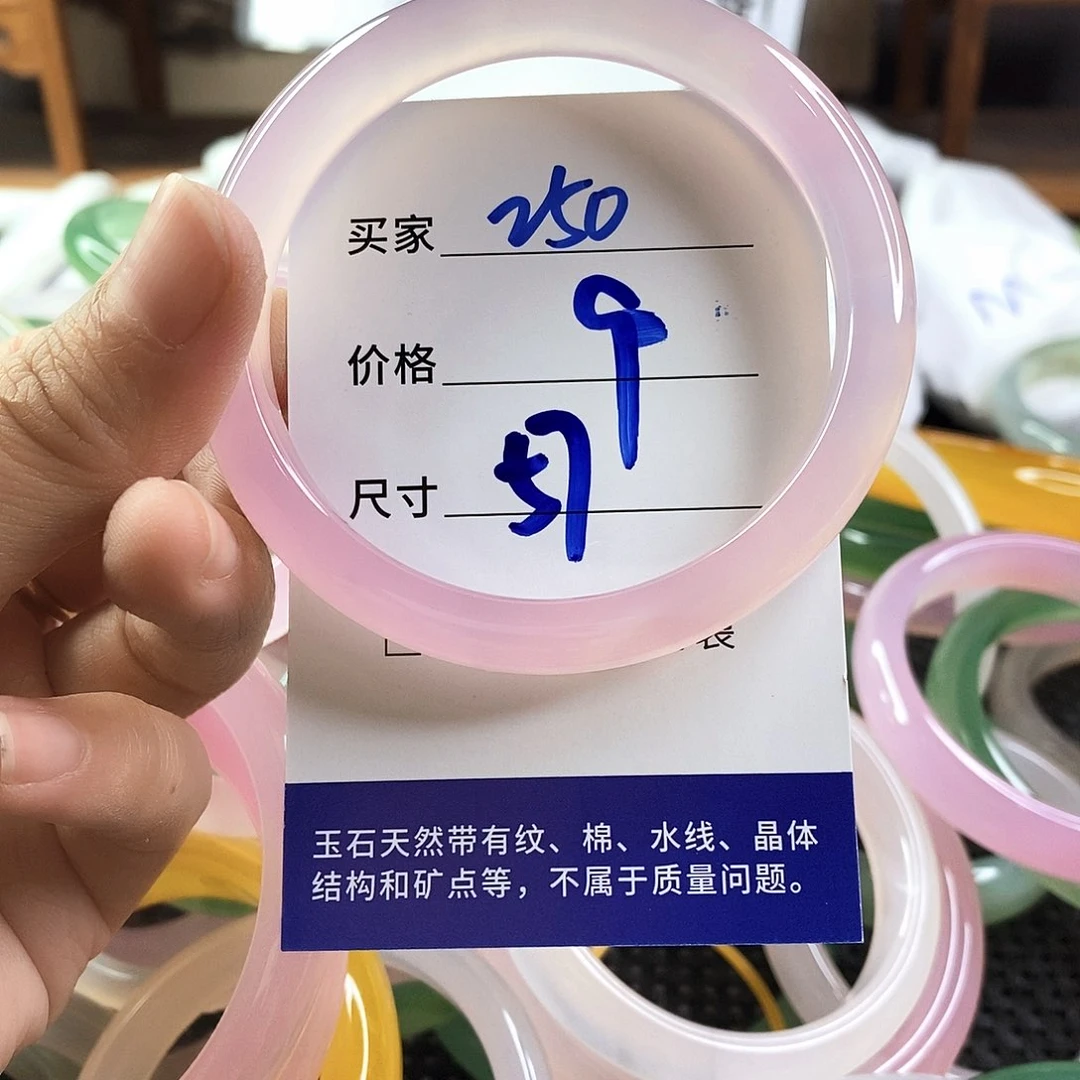 买家 250
价格 9
尺寸 57
装
玉石天然带有纹、棉、水线、晶体
结构和矿点等，不属于质量问题。